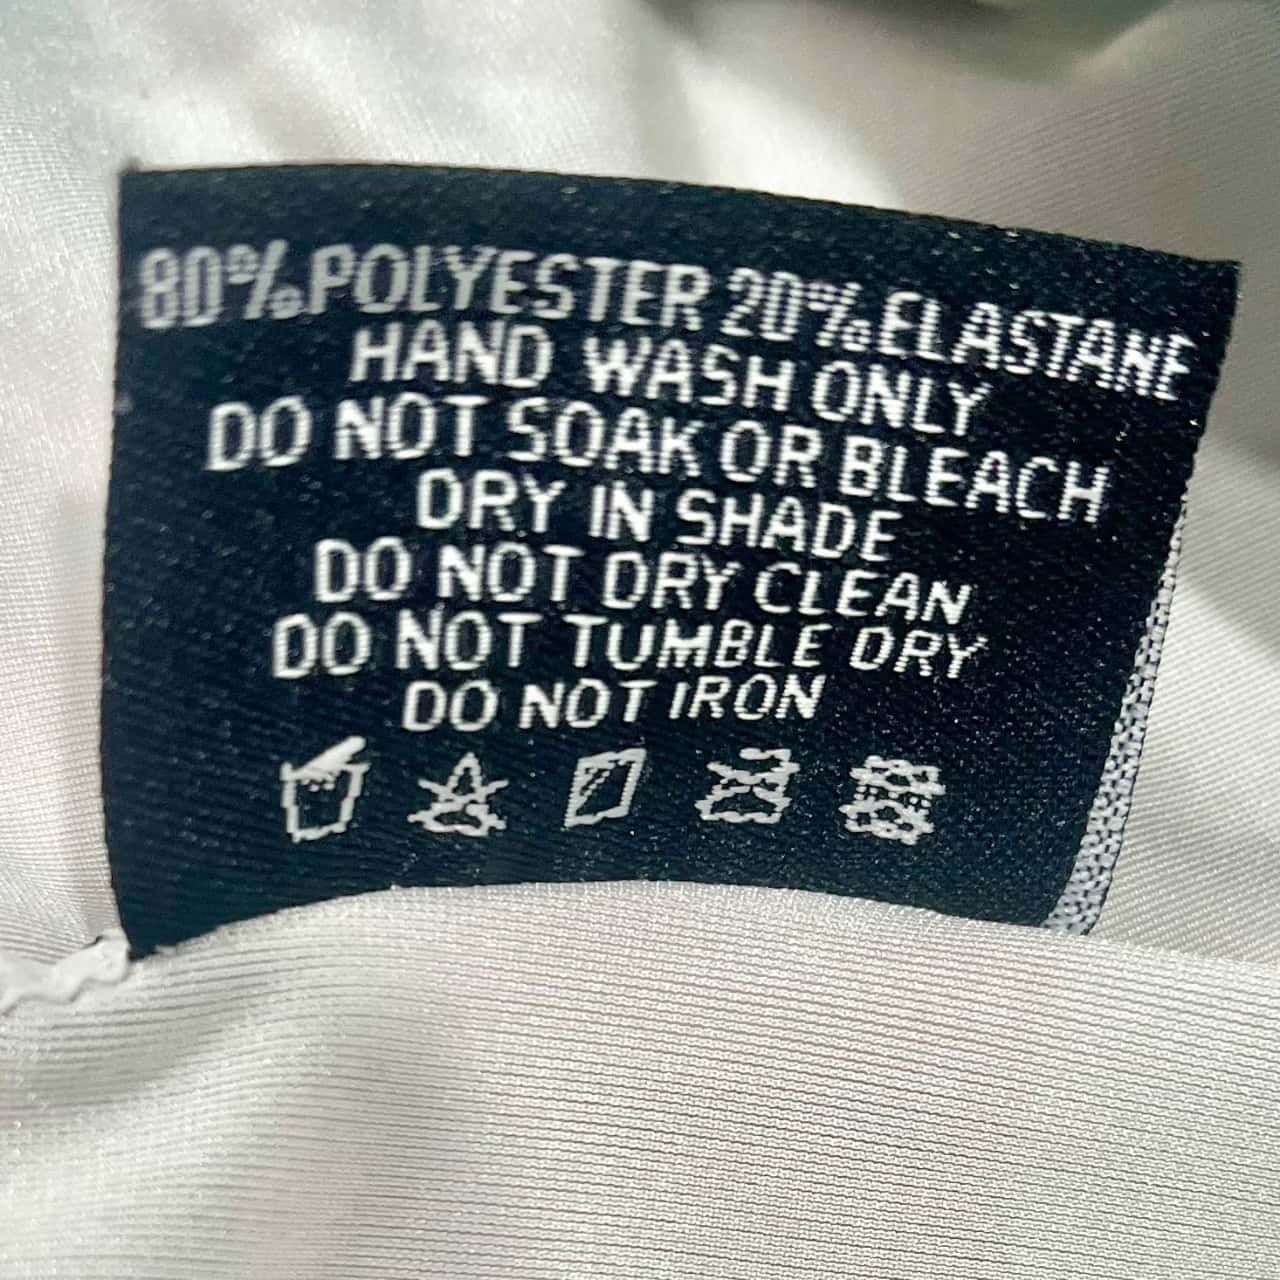 80%POLYESTER 20%ELASTANE
HAND WASH ONLY
DO NOT SOAK OR BLEACH
DRY IN SHADE
DO NOT DRY CLEAN
DO NOT TUMBLE DRY
DO NOT IRON